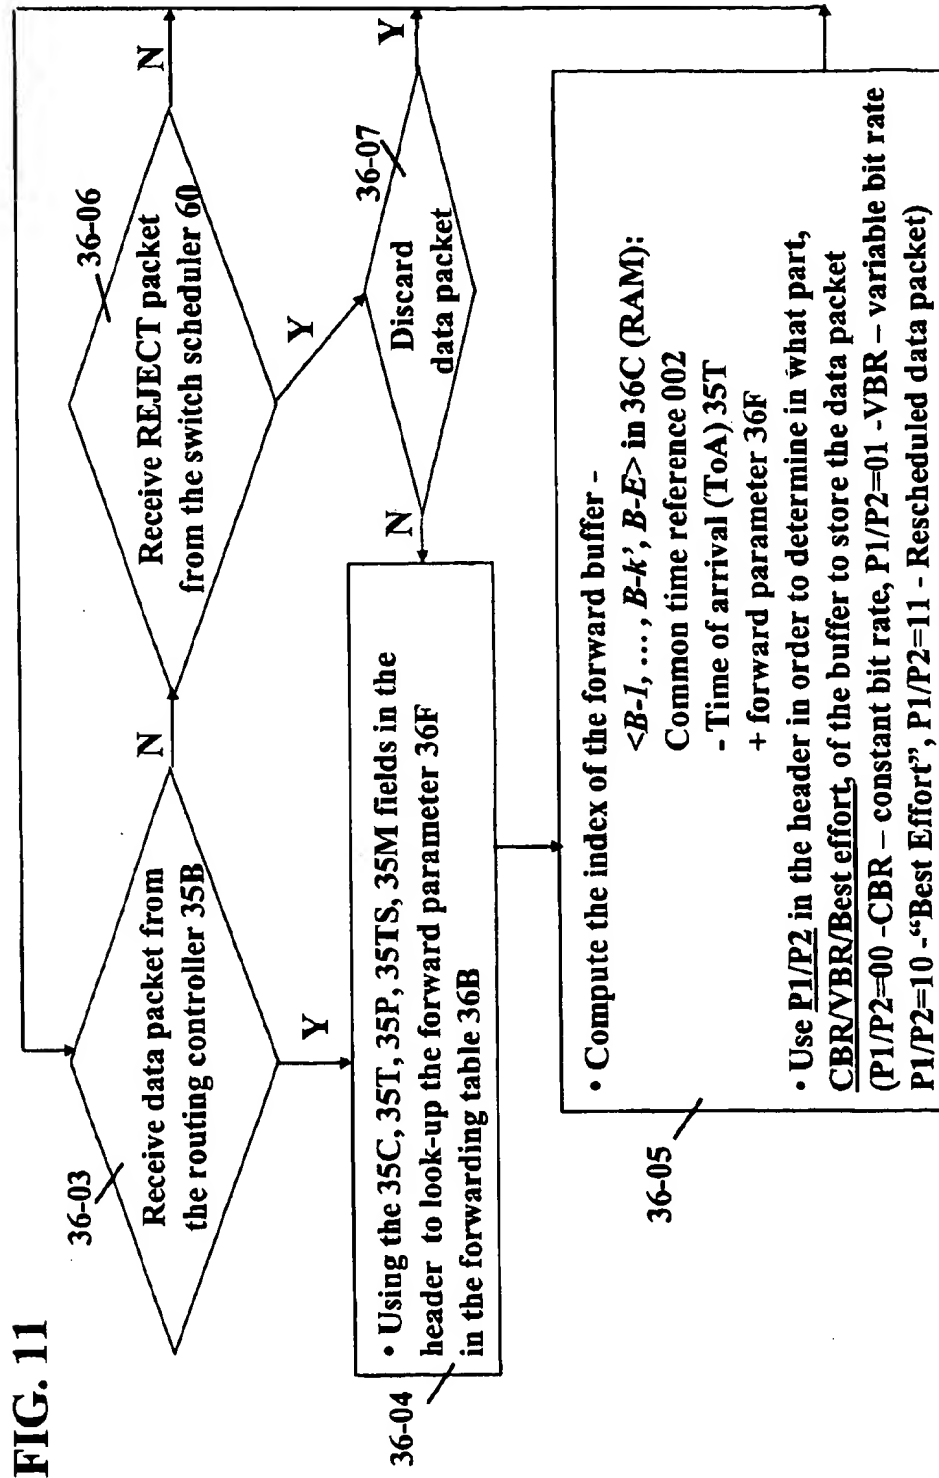 FIG. 11
36-03
Receive data packet from
the routing controller 35B
N
Y
36-06
Receive REJECT packet
from the switch scheduler 60
N
Y
36-07
Discard
data packet
Y
N
36-04
• Using the 35C, 35T, 35P, 35TS, 35M fields in the
header to look-up the forward parameter 36F
in the forwarding table 36B
36-05
• Compute the index of the forward buffer -
<B-1, ..., B-k', B-E> in 36C (RAM):
Common time reference 002
- Time of arrival (ToA) 35T
+ forward parameter 36F
• Use P1/P2 in the header in order to determine in what part,
CBR/VBR/Best effort, of the buffer to store the data packet
(P1/P2=00 -CBR – constant bit rate, P1/P2=01 -VBR – variable bit rate
P1/P2=10 -“Best Effort”, P1/P2=11 - Rescheduled data packet)